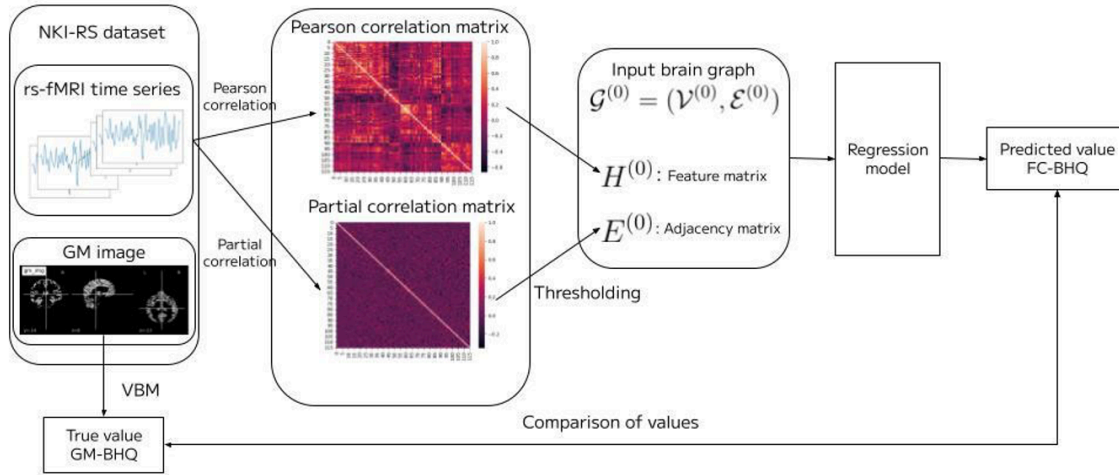 NKI-RS dataset
rs-fMRI time series
GM image
VBM
True value
GM-BHQ
Pearson
correlation
Partial
correlation
Pearson correlation matrix
Partial correlation matrix
Thresholding
Input brain graph
𝒢^(0) = (𝒱^(0), ℰ^(0))
H^(0): Feature matrix
E^(0): Adjacency matrix
Regression
model
Predicted value
FC-BHQ
Comparison of values